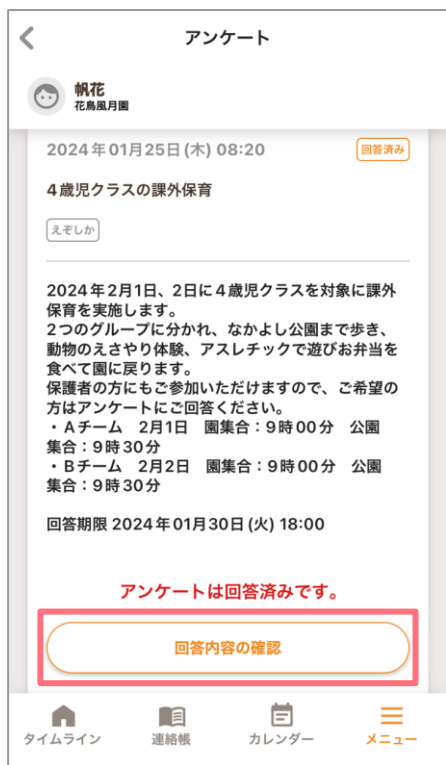 アンケート
帆花
花鳥風月園
2024年01月25日(木) 08:20
回答済み
4歳児クラスの課外保育
えぞしか
2024年2月1日、2日に4歳児クラスを対象に課外
保育を実施します。
2つのグループに分かれ、なかよし公園まで歩き、
動物のえさやり体験、アスレチックで遊びお弁当を
食べて園に戻ります。
保護者の方にもご参加いただけますので、ご希望の
方はアンケートにご回答ください。
・Aチーム　2月1日　園集合：9時00分　公園
集合：9時30分
・Bチーム　2月2日　園集合：9時00分　公園
集合：9時30分
回答期限 2024年01月30日(火) 18:00
アンケートは回答済みです。
回答内容の確認
タイムライン
連絡帳
カレンダー
メニュー